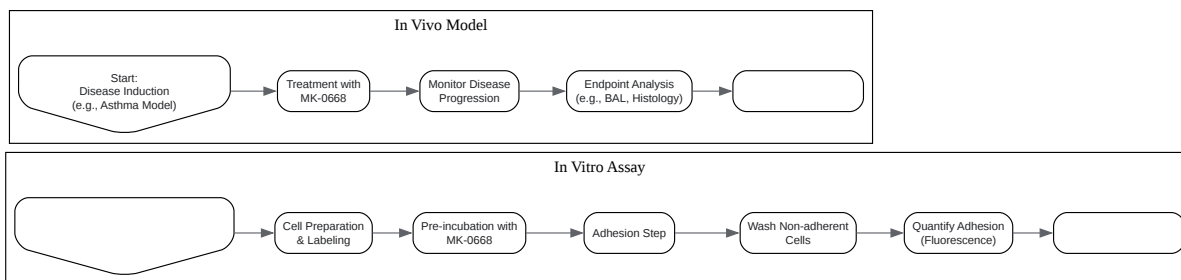 In Vivo Model
Start:
Disease Induction
(e.g., Asthma Model)
Treatment with
MK-0668
Monitor Disease
Progression
Endpoint Analysis
(e.g., BAL, Histology)
In Vitro Assay
Cell Preparation
& Labeling
Pre-incubation with
MK-0668
Adhesion Step
Wash Non-adherent
Cells
Quantify Adhesion
(Fluorescence)